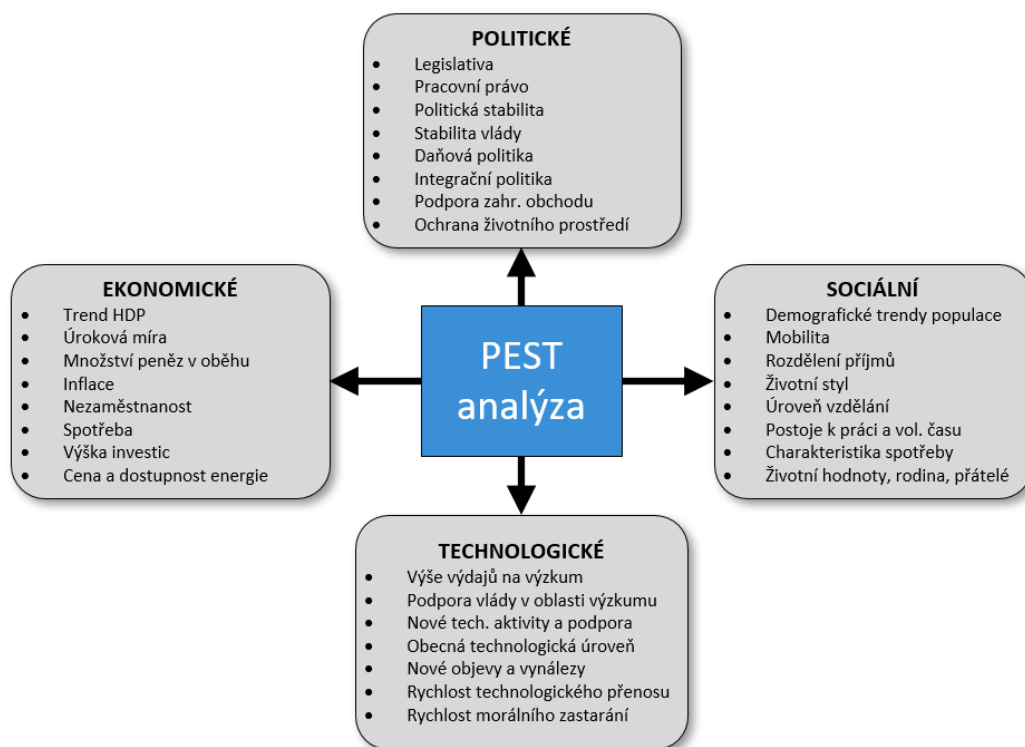 POLITICKÉ
• Legislativa
• Pracovní právo
• Politická stabilita
• Stabilita vlády
• Daňová politika
• Integrační politika
• Podpora zahr. obchodu
• Ochrana životního prostředí
EKONOMICKÉ
• Trend HDP
• Úroková míra
• Množství peněz v oběhu
• Inflace
• Nezaměstnanost
• Spotřeba
• Výška investic
• Cena a dostupnost energie
PEST
analýza
SOCIÁLNÍ
• Demografické trendy populace
• Mobilita
• Rozdělení příjmů
• Životní styl
• Úroveň vzdělání
• Postoje k práci a vol. času
• Charakteristika spotřeby
• Životní hodnoty, rodina, přátelé
TECHNOLOGICKÉ
• Výše výdajů na výzkum
• Podpora vlády v oblasti výzkumu
• Nové tech. aktivity a podpora
• Obecná technologická úroveň
• Nové objevy a vynálezy
• Rychlost technologického přenosu
• Rychlost morálního zastarání